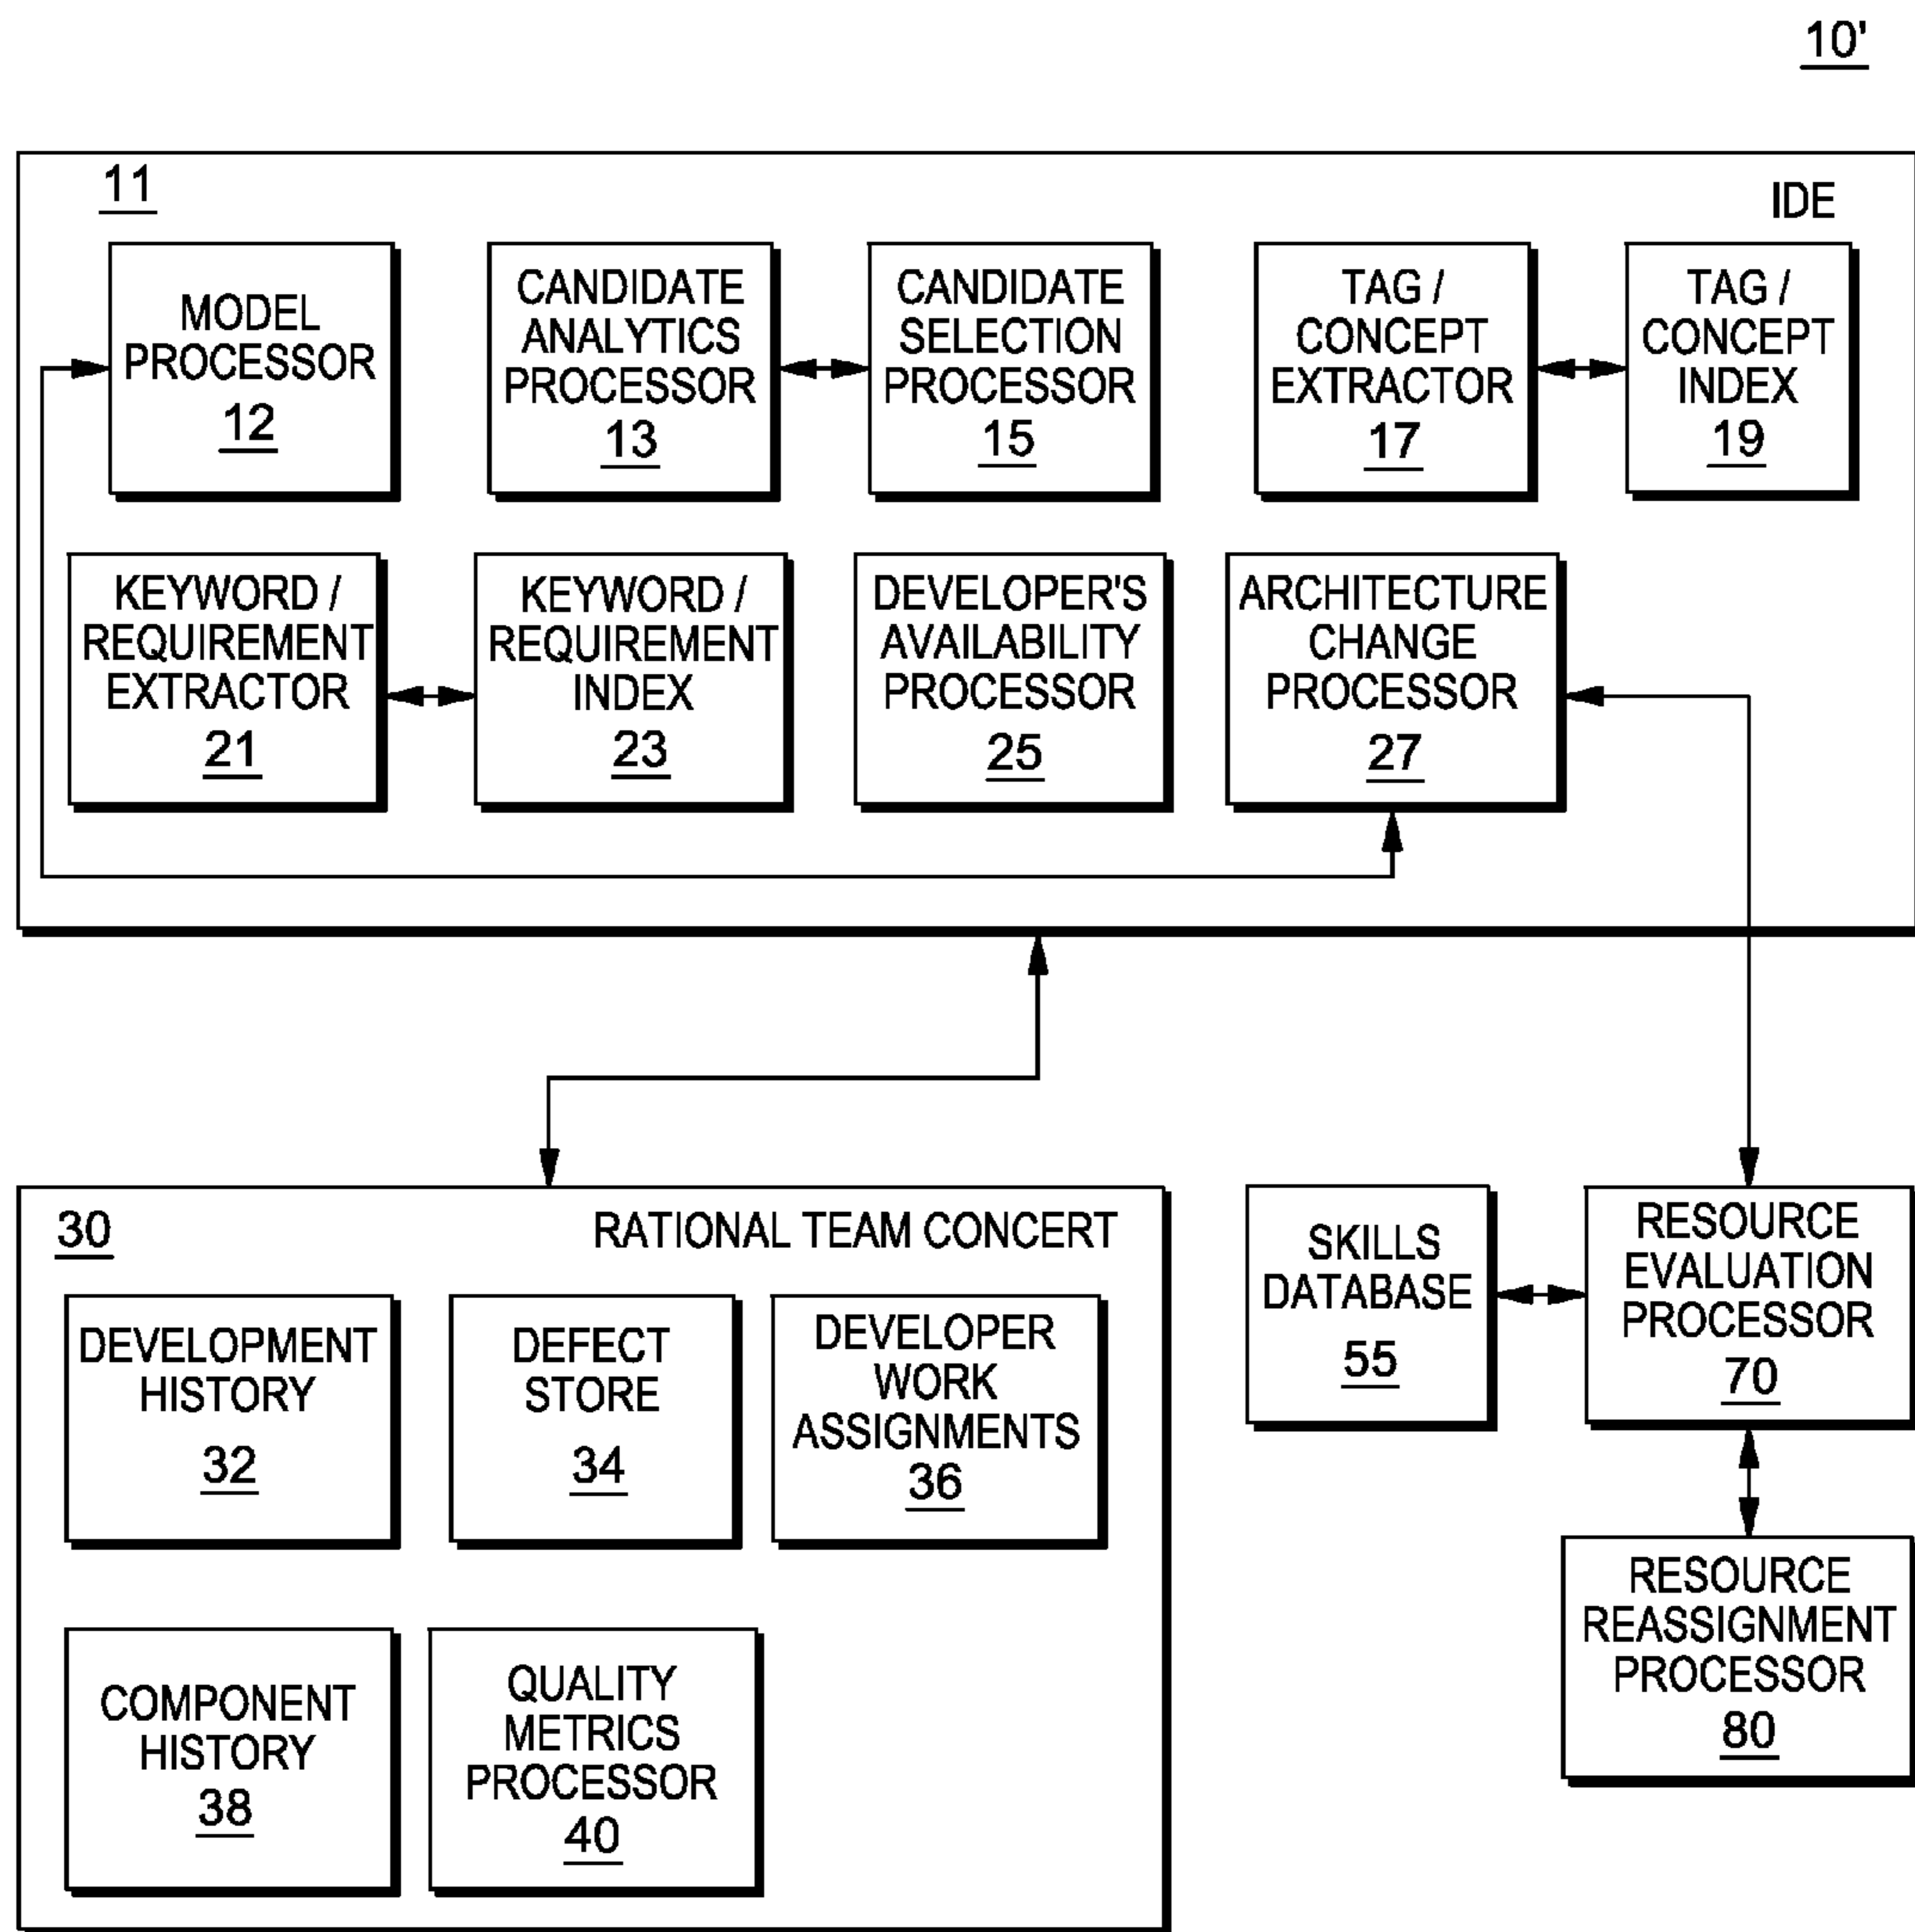 10'
11
IDE
MODEL
PROCESSOR
12
CANDIDATE
ANALYTICS
PROCESSOR
13
CANDIDATE
SELECTION
PROCESSOR
15
TAG /
CONCEPT
EXTRACTOR
17
TAG /
CONCEPT
INDEX
19
KEYWORD /
REQUIREMENT
EXTRACTOR
21
KEYWORD /
REQUIREMENT
INDEX
23
DEVELOPER'S
AVAILABILITY
PROCESSOR
25
ARCHITECTURE
CHANGE
PROCESSOR
27
30
RATIONAL TEAM CONCERT
DEVELOPMENT
HISTORY
32
DEFECT
STORE
34
DEVELOPER
WORK
ASSIGNMENTS
36
COMPONENT
HISTORY
38
QUALITY
METRICS
PROCESSOR
40
SKILLS
DATABASE
55
RESOURCE
EVALUATION
PROCESSOR
70
RESOURCE
REASSIGNMENT
PROCESSOR
80